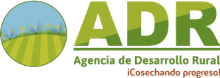 ADR
Agencia de Desarrollo Rural
¡Cosechando progreso!